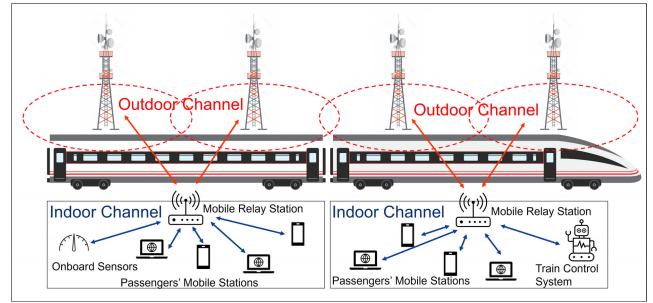 Outdoor Channel
Outdoor Channel
Indoor Channel
Mobile Relay Station
Onboard Sensors
Passengers' Mobile Stations
Indoor Channel
Mobile Relay Station
Passengers' Mobile Stations
Train Control
System